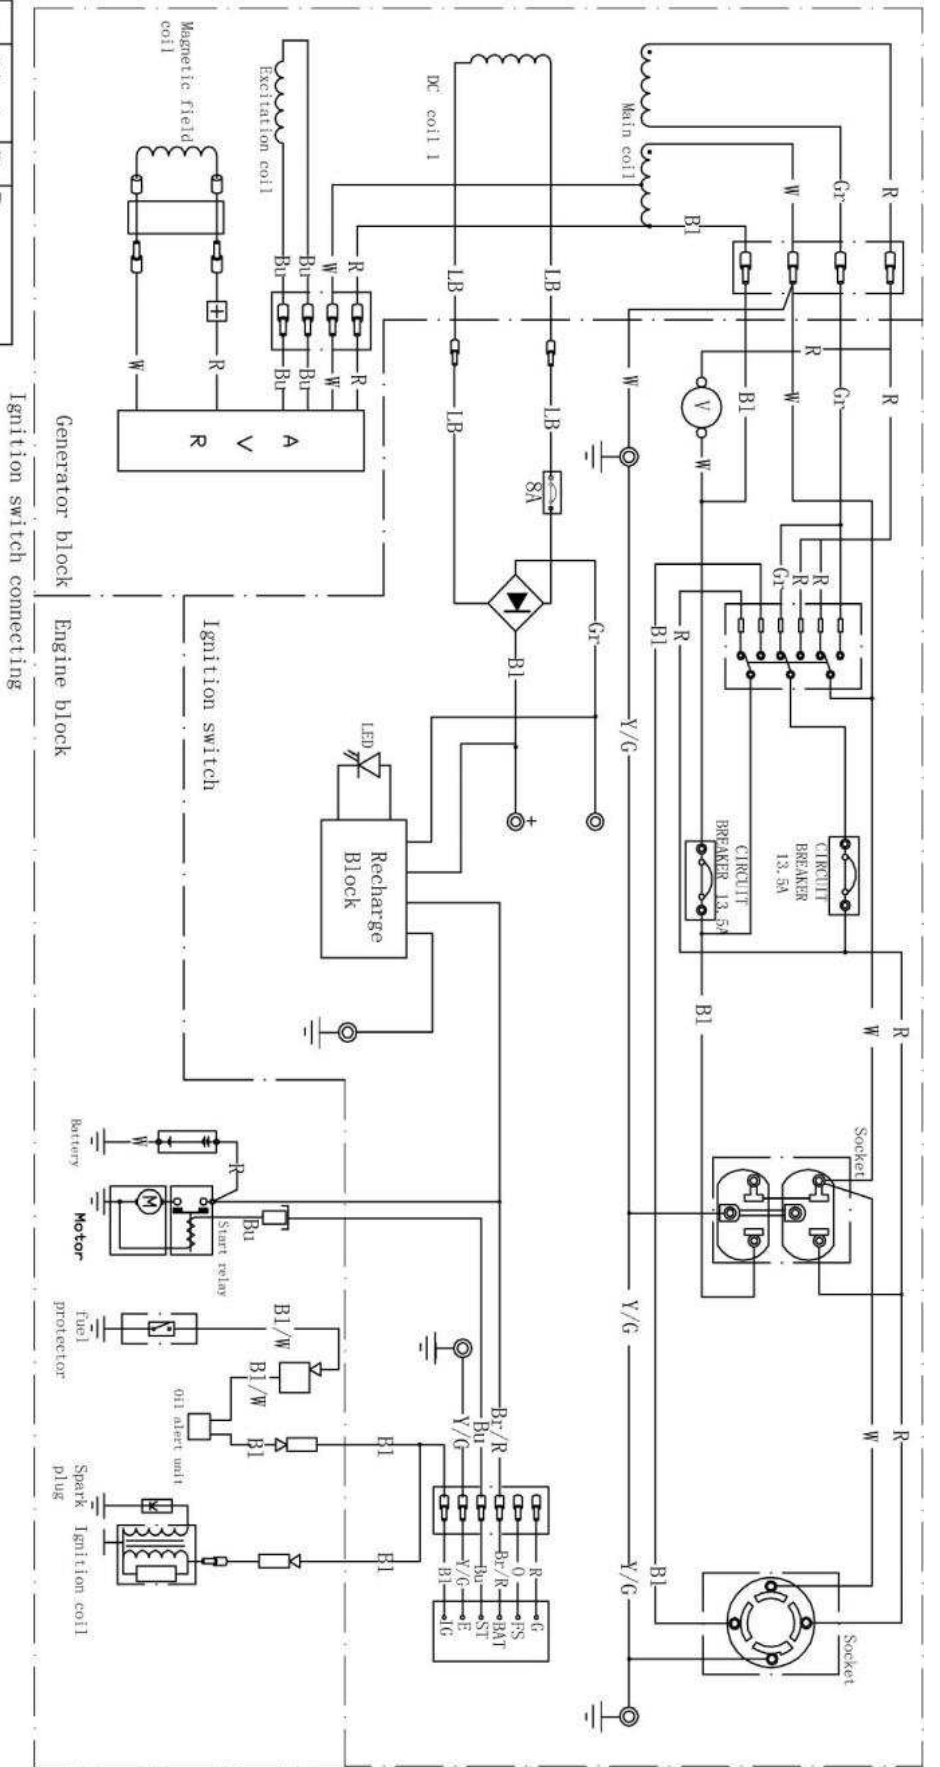 Magnetic field
coil
Excitation coil
DC coil 1
Main coil
R
Gr
W
Bl
Bu
Bu
W
R
LB
LB
Bu
Bu
W
R
W
R
A
V
R
LB
LB
8A
W
V
R
R
Gr
W
Bl
W
Generator block
Engine block
Ignition switch
Ignition switch connecting
Gr
R
R
R
Bl
Gr
Bl
Y/G
LED
Recharge
Block
+
CIRCUIT
BREAKER
13.5A
CIRCUIT
BREAKER 13.5A
Bl
W
R
Socket
Battery
W
R
M
Motor
Start relay
Bu
fuel
protector
Bl/W
Bl/W
Oil alert unit
Bl
Bl
Spark
plug
Ignition coil
Bl
Y/G
Bu
Br/R
Y/G
W
R
Bl
Y/G
Bu
Br/R
O
R
IG
E
ST
BAT
FS
G
Y/G
Bl
Socket